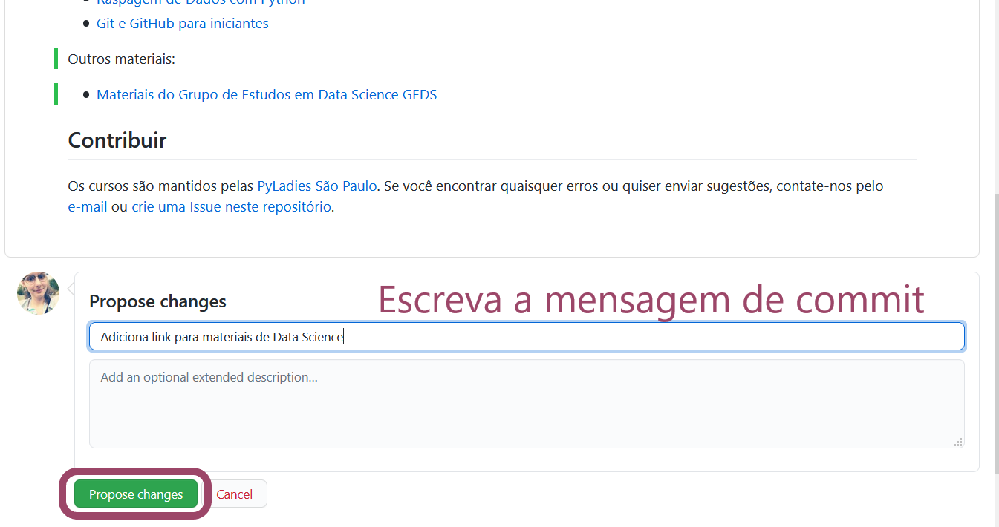 Raspagem de Dados com Python
Git e GitHub para iniciantes
Outros materiais:
Materiais do Grupo de Estudos em Data Science GEDS
Contribuir
Os cursos são mantidos pelas PyLadies São Paulo. Se você encontrar quaisquer erros ou quiser enviar sugestões, contate-nos pelo
e-mail ou crie uma Issue neste repositório.
Propose changes
Escreva a mensagem de commit
Adiciona link para materiais de Data Science
Add an optional extended description...
Propose changes
Cancel